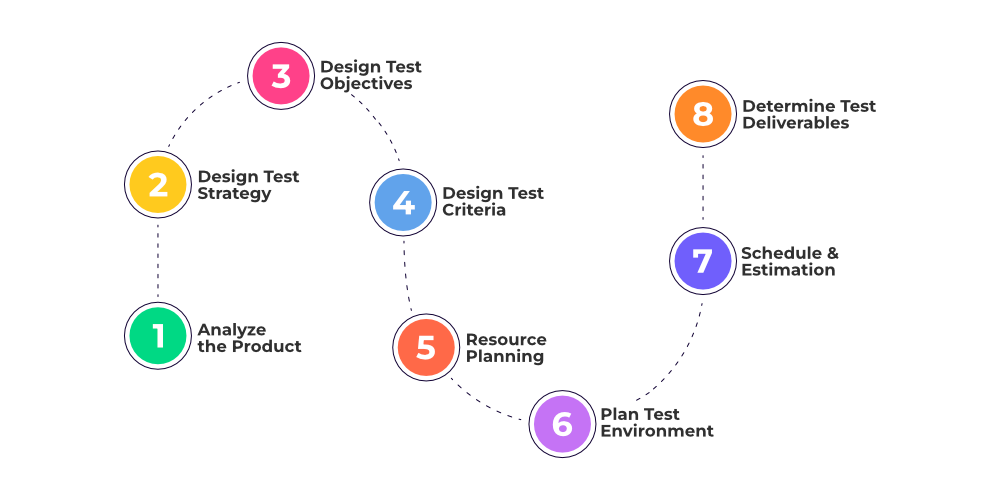 1
Analyze
the Product
2
Design Test
Strategy
3
Design Test
Objectives
4
Design Test
Criteria
5
Resource
Planning
6
Plan Test
Environment
7
Schedule &
Estimation
8
Determine Test
Deliverables